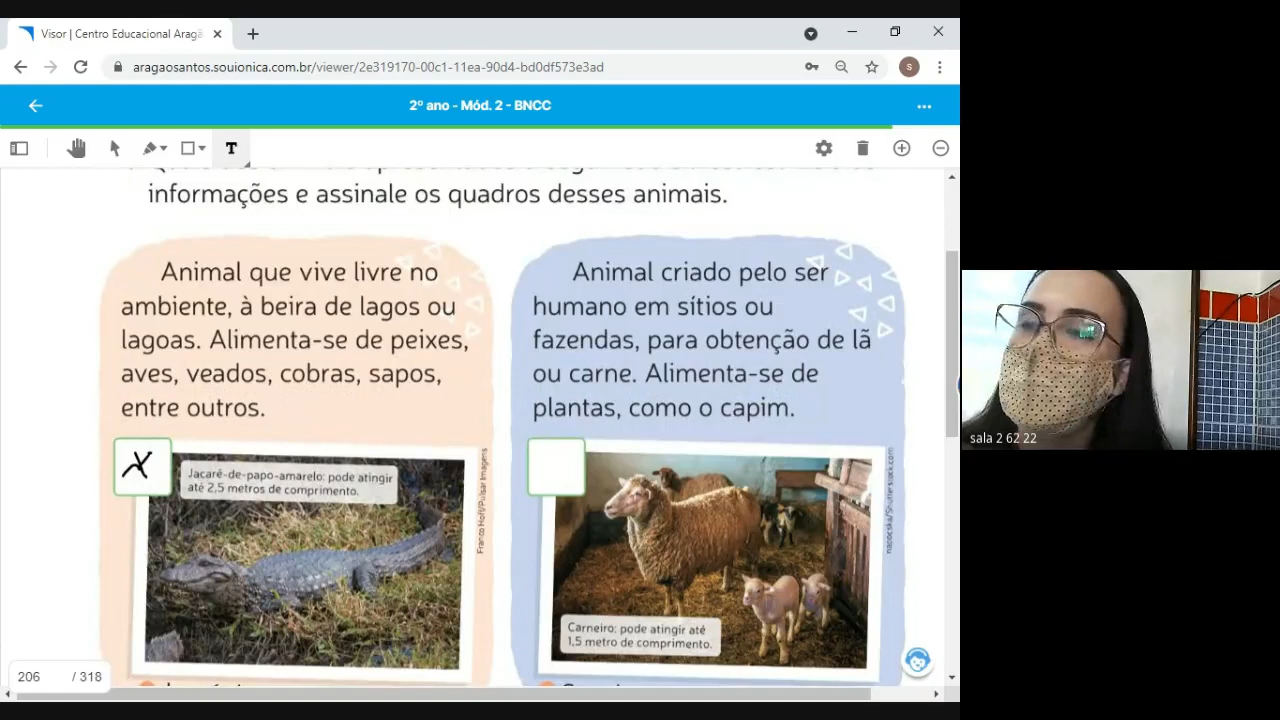 Visor | Centro Educacional Aragã
aragaosantos.souionica.com.br/viewer/2e319170-00c1-11ea-90d4-bd0df573e3ad
S
2º ano - Mód. 2 - BNCC
T
informações e assinale os quadros desses animais.
Animal que vive livre no
ambiente, à beira de lagos ou
lagoas. Alimenta-se de peixes,
aves, veados, cobras, sapos,
entre outros.
X
Jacaré-de-papo-amarelo: pode atingir
até 2,5 metros de comprimento.
Franco Hoff/Pulsar Imagens
Animal criado pelo ser
humano em sítios ou
fazendas, para obtenção de lã
ou carne. Alimenta-se de
plantas, como o capim.
Carneiro: pode atingir até
1,5 metro de comprimento.
206 / 318
sala 2 62 22